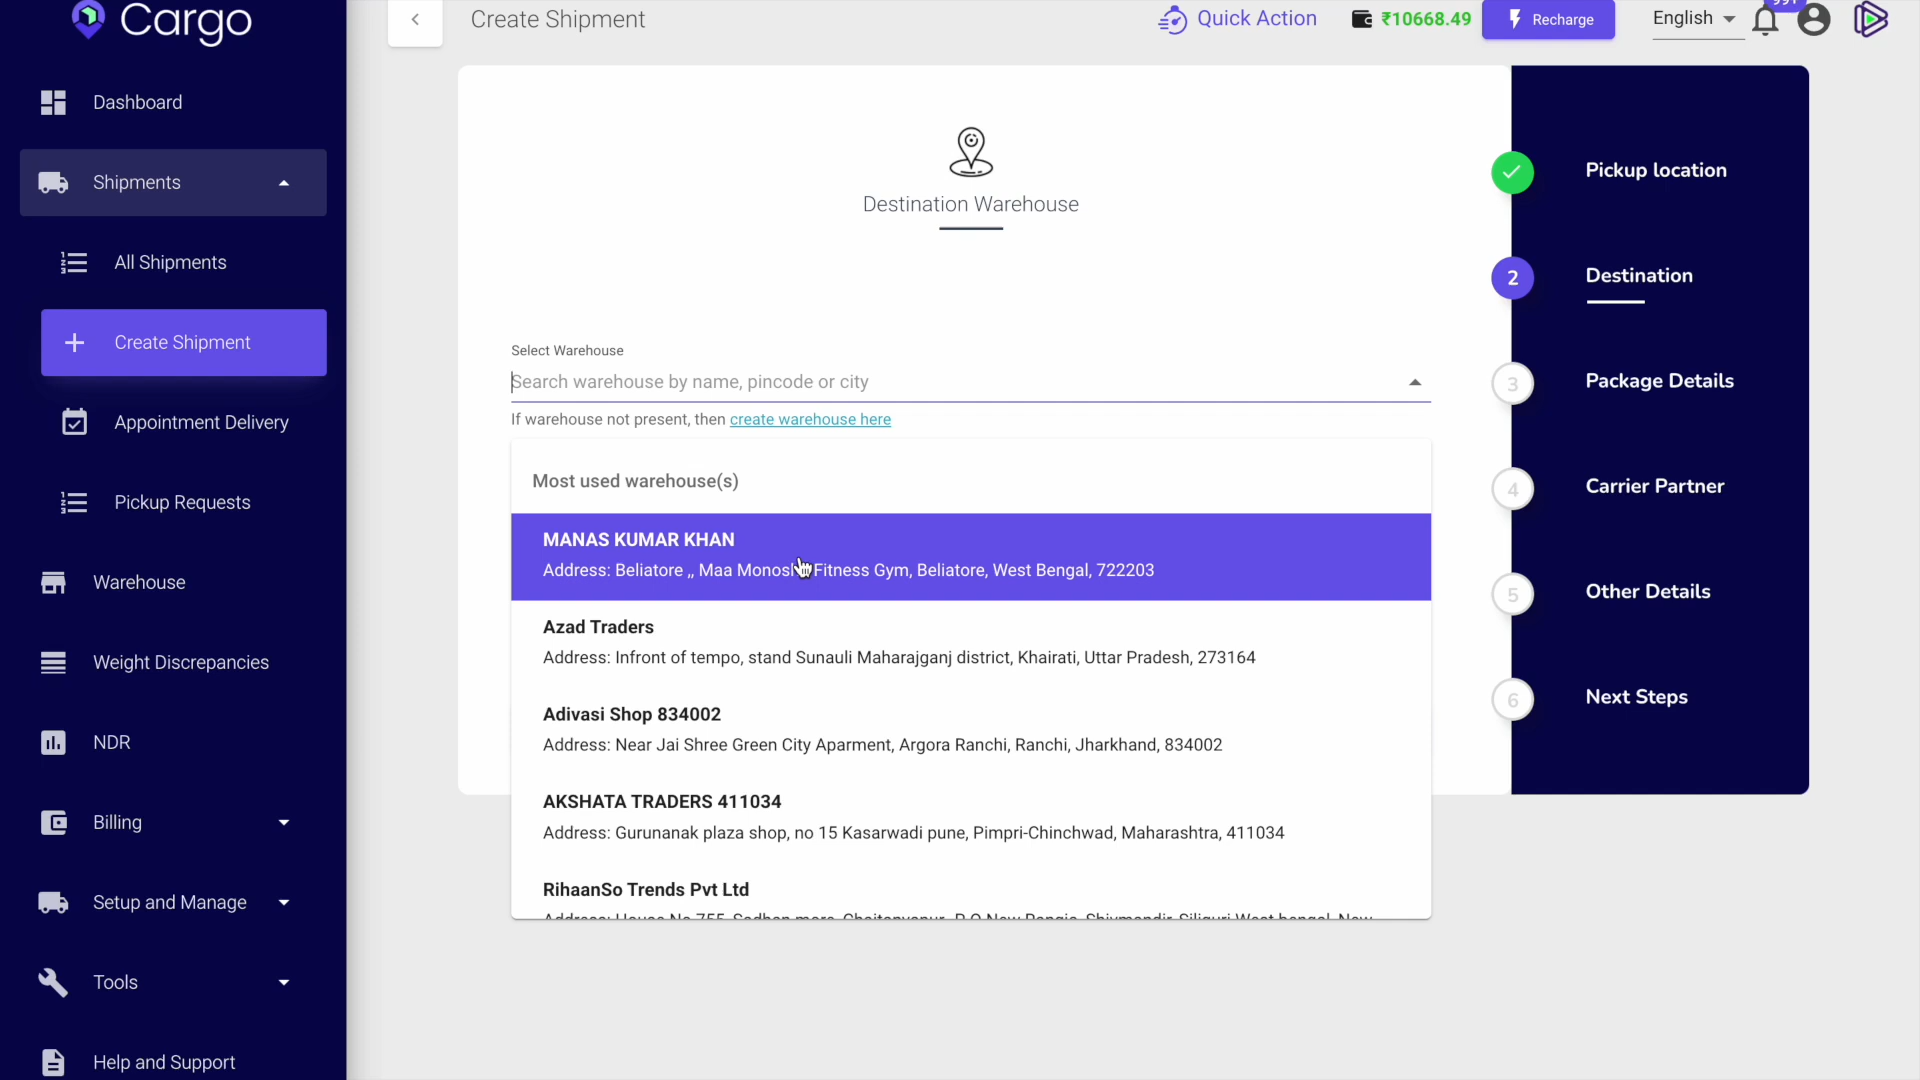 Cargo
Create Shipment
Quick Action
₹10668.49
Recharge
English
99+
Dashboard
Shipments
All Shipments
Create Shipment
Appointment Delivery
Pickup Requests
Warehouse
Weight Discrepancies
NDR
Billing
Setup and Manage
Tools
Help and Support
Destination Warehouse
Select Warehouse
Search warehouse by name, pincode or city
If warehouse not present, then create warehouse here
Most used warehouse(s)
MANAS KUMAR KHAN
Address: Beliatore ,, Maa Fitness Gym, Beliatore, West Bengal, 722203
Azad Traders
Address: Infront of tempo, stand Sunauli Maharajganj district, Khairati, Uttar Pradesh, 273164
Adivasi Shop 834002
Address: Near Jai Shree Green City Aparment, Argora Ranchi, Ranchi, Jharkhand, 834002
AKSHATA TRADERS 411034
Address: Gurunanak plaza shop, no 15 Kasarwadi pune, Pimpri-Chinchwad, Maharashtra, 411034
RihaanSo Trends Pvt Ltd
Pickup location
2 Destination
3 Package Details
4 Carrier Partner
5 Other Details
6 Next Steps